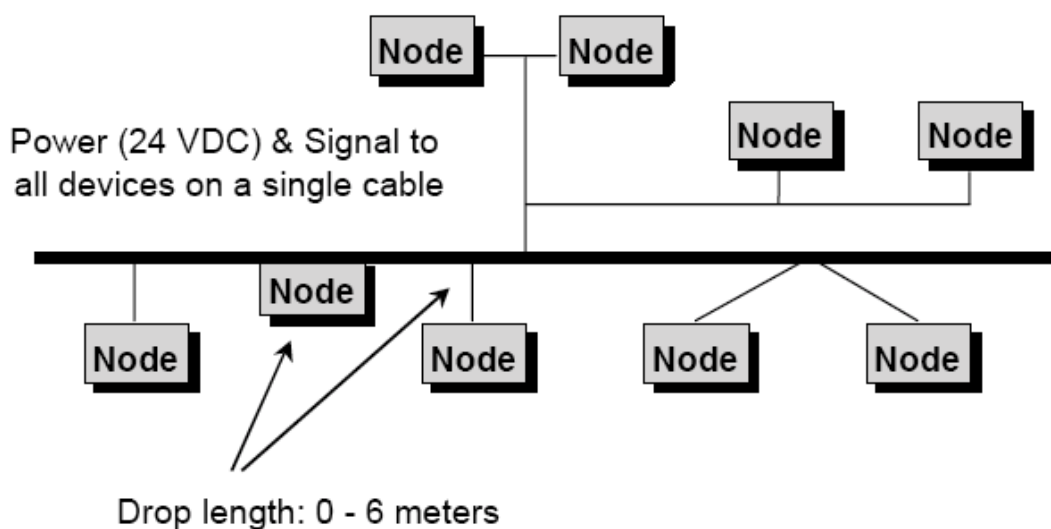 Node Node
Node Node
Power (24 VDC) & Signal to
all devices on a single cable
Node
Node Node Node Node
Drop length: 0 - 6 meters